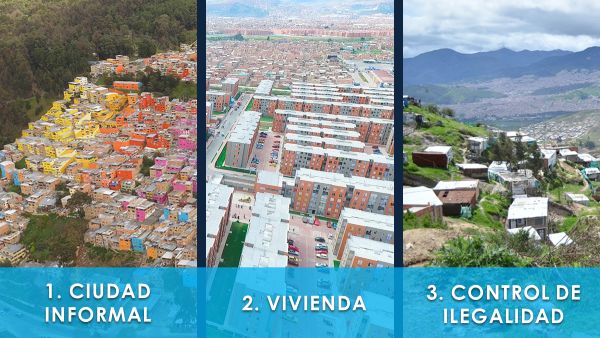 1. CIUDAD
INFORMAL
2. VIVIENDA
3. CONTROL DE
ILEGALIDAD